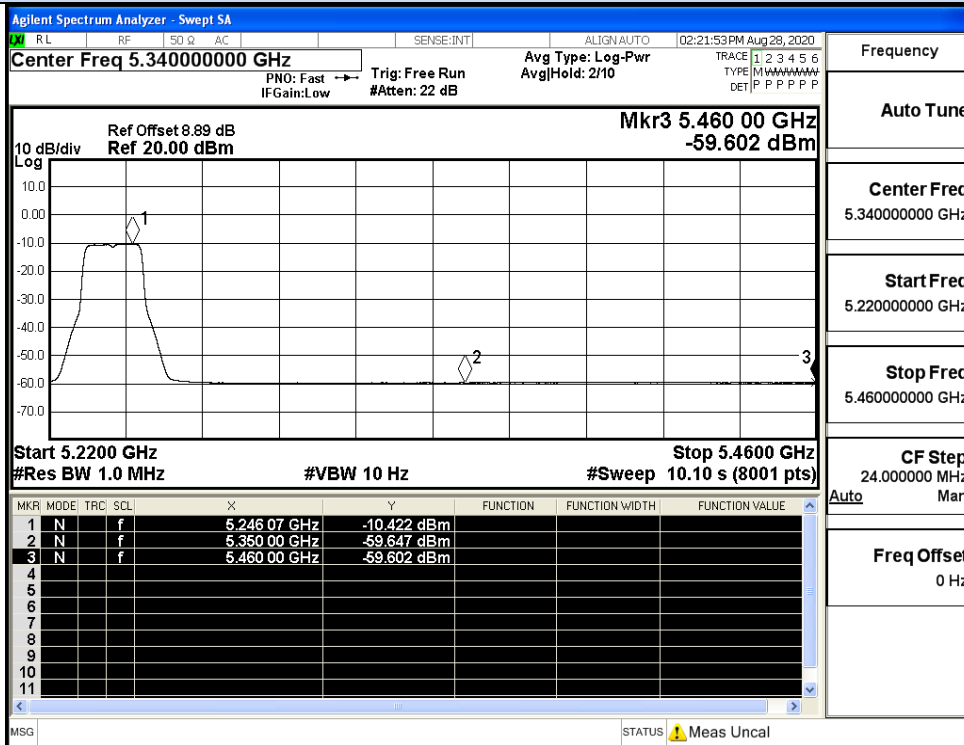 Agilent Spectrum Analyzer - Swept SA
LXI RL RF 50 Ω AC SENSE:INT ALIGN AUTO 02:21:53 PM Aug 28, 2020
Center Freq 5.340000000 GHz
PNO: Fast
IFGain:Low
Trig: Free Run
#Atten: 22 dB
Avg Type: Log-Pwr
Avg|Hold: 2/10
TRACE 1 2 3 4 5 6
TYPE M WWWWW
DET P P P P P P
Mkr3 5.460 00 GHz
-59.602 dBm
Ref Offset 8.89 dB
10 dB/div Ref 20.00 dBm
Log
10.0
0.00
-10.0
-20.0
-30.0
-40.0
-50.0
-60.0
-70.0
1
2
3
Start 5.2200 GHz Stop 5.4600 GHz
#Res BW 1.0 MHz #VBW 10 Hz #Sweep 10.10 s (8001 pts)
MKR MODE TRC SCL X Y FUNCTION FUNCTION WIDTH FUNCTION VALUE
1 N f 5.246 07 GHz -10.422 dBm
2 N f 5.350 00 GHz -59.647 dBm
3 N f 5.460 00 GHz -59.602 dBm
4
5
6
7
8
9
10
11
MSG STATUS Meas Uncal
Frequency
Auto Tune
Center Freq
5.340000000 GHz
Start Freq
5.220000000 GHz
Stop Freq
5.460000000 GHz
CF Step
24.000000 MHz
Auto Man
Freq Offset
0 Hz